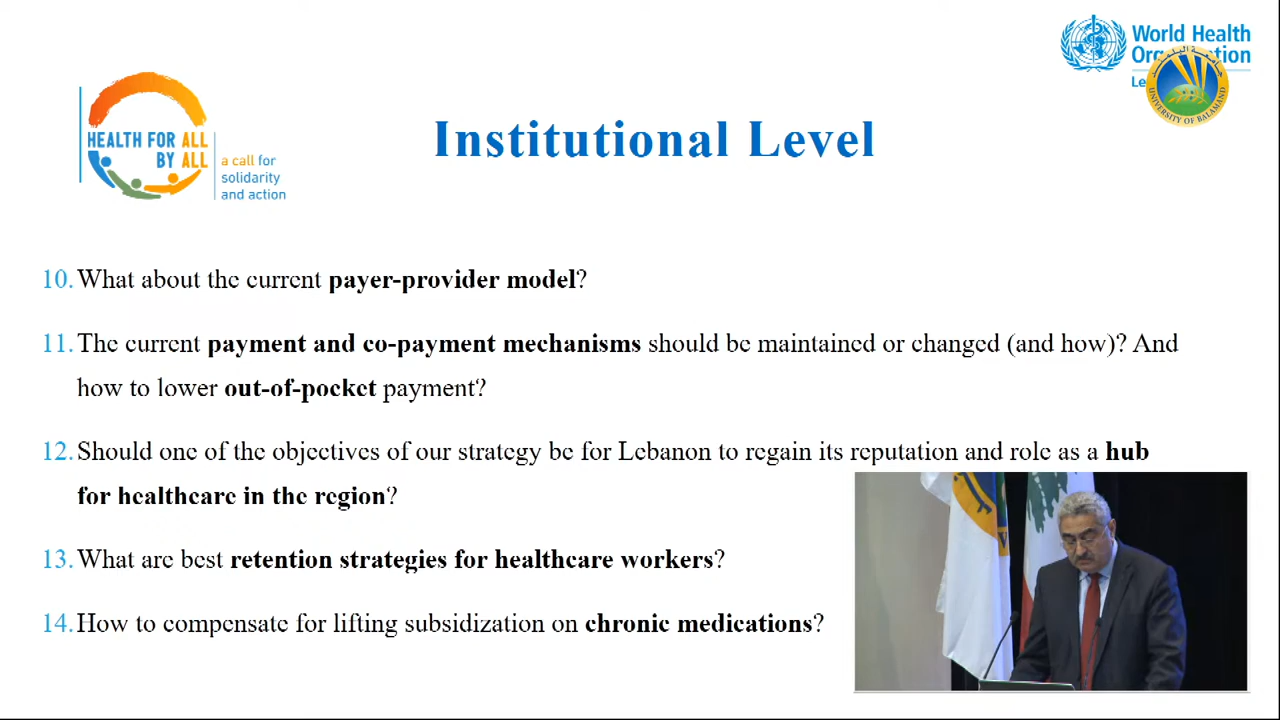 World Health
Organization
UNIVERSITY OF BALAMAND
HEALTH FOR ALL
BY ALL
a call for
solidarity
and action
Institutional Level
10. What about the current payer-provider model?
11. The current payment and co-payment mechanisms should be maintained or changed (and how)? And
how to lower out-of-pocket payment?
12. Should one of the objectives of our strategy be for Lebanon to regain its reputation and role as a hub
for healthcare in the region?
13. What are best retention strategies for healthcare workers?
14. How to compensate for lifting subsidization on chronic medications?